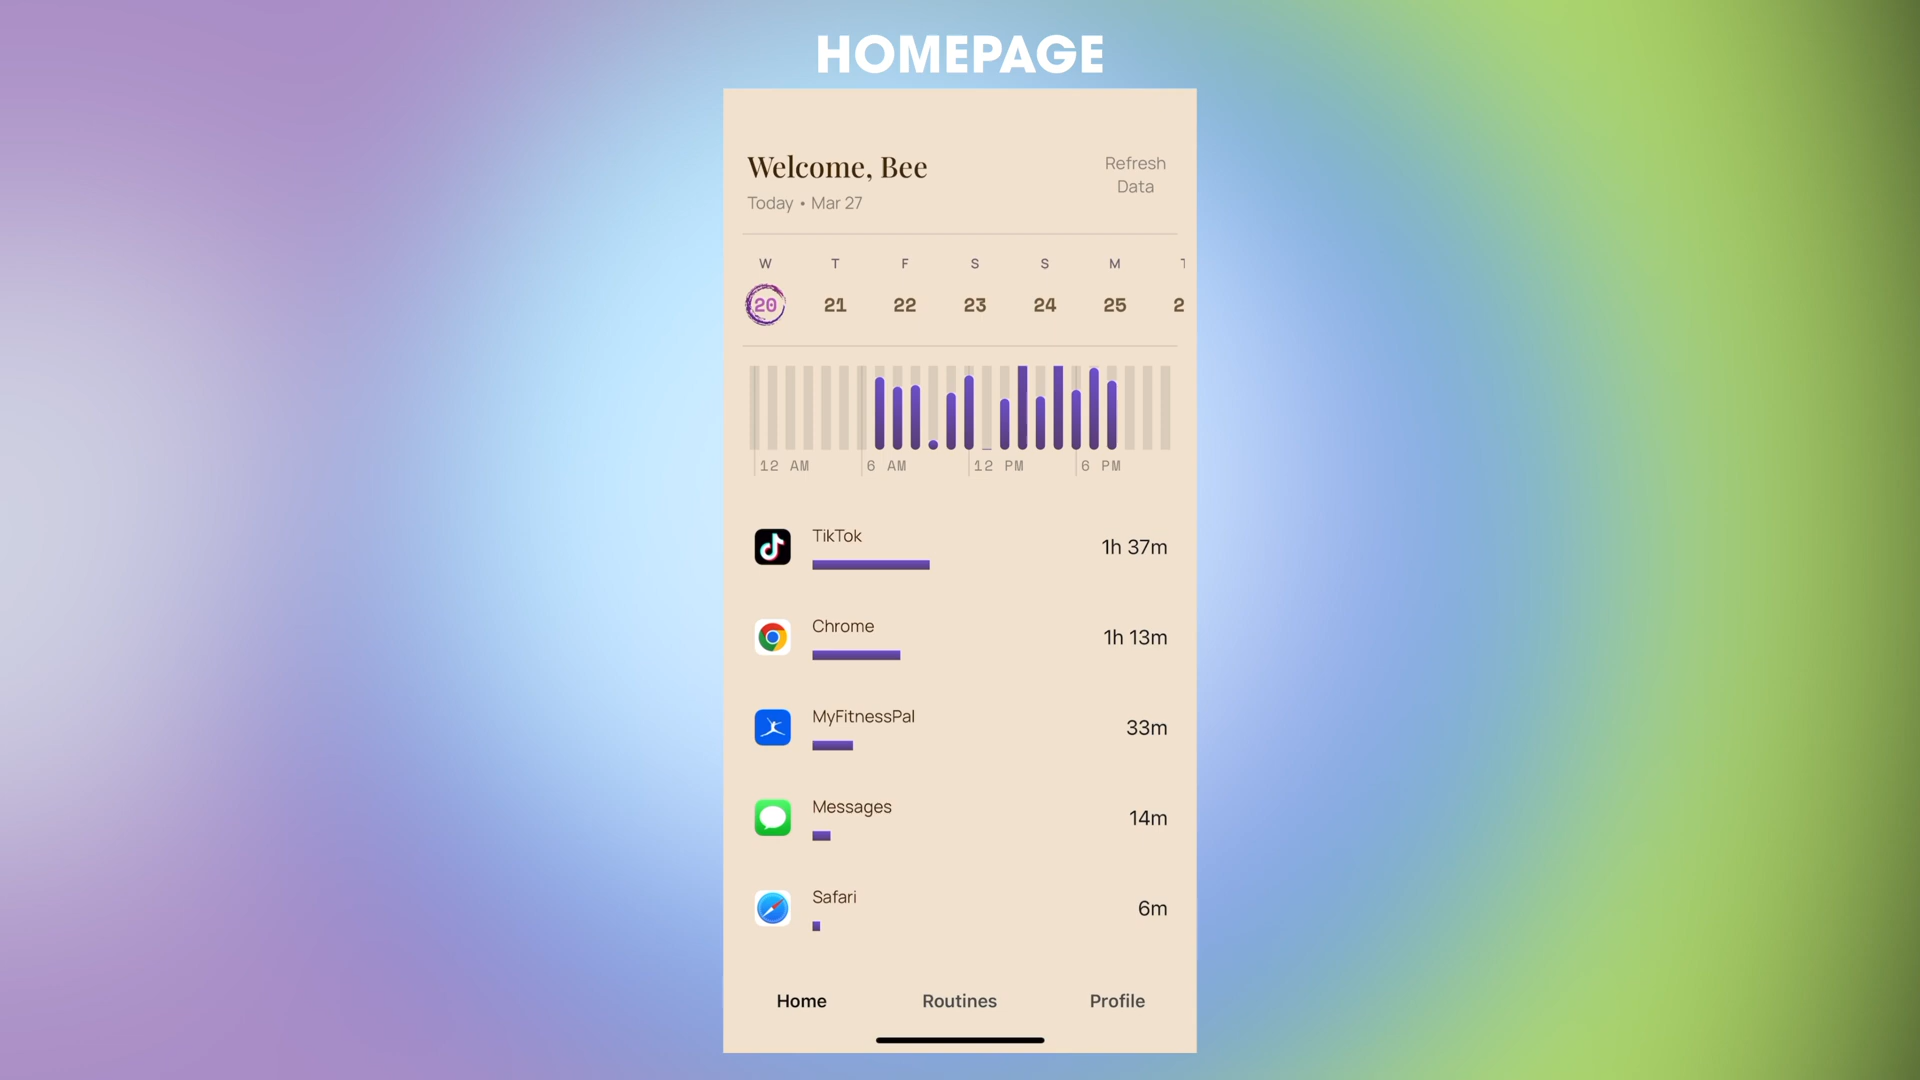 HOMEPAGE
Welcome, Bee
Refresh
Data
Today • Mar 27
W T F S S M
20 21 22 23 24 25
12 AM 6 AM 12 PM 6 PM
TikTok
1h 37m
Chrome
1h 13m
MyFitnessPal
33m
Messages
14m
Safari
6m
Home Routines Profile